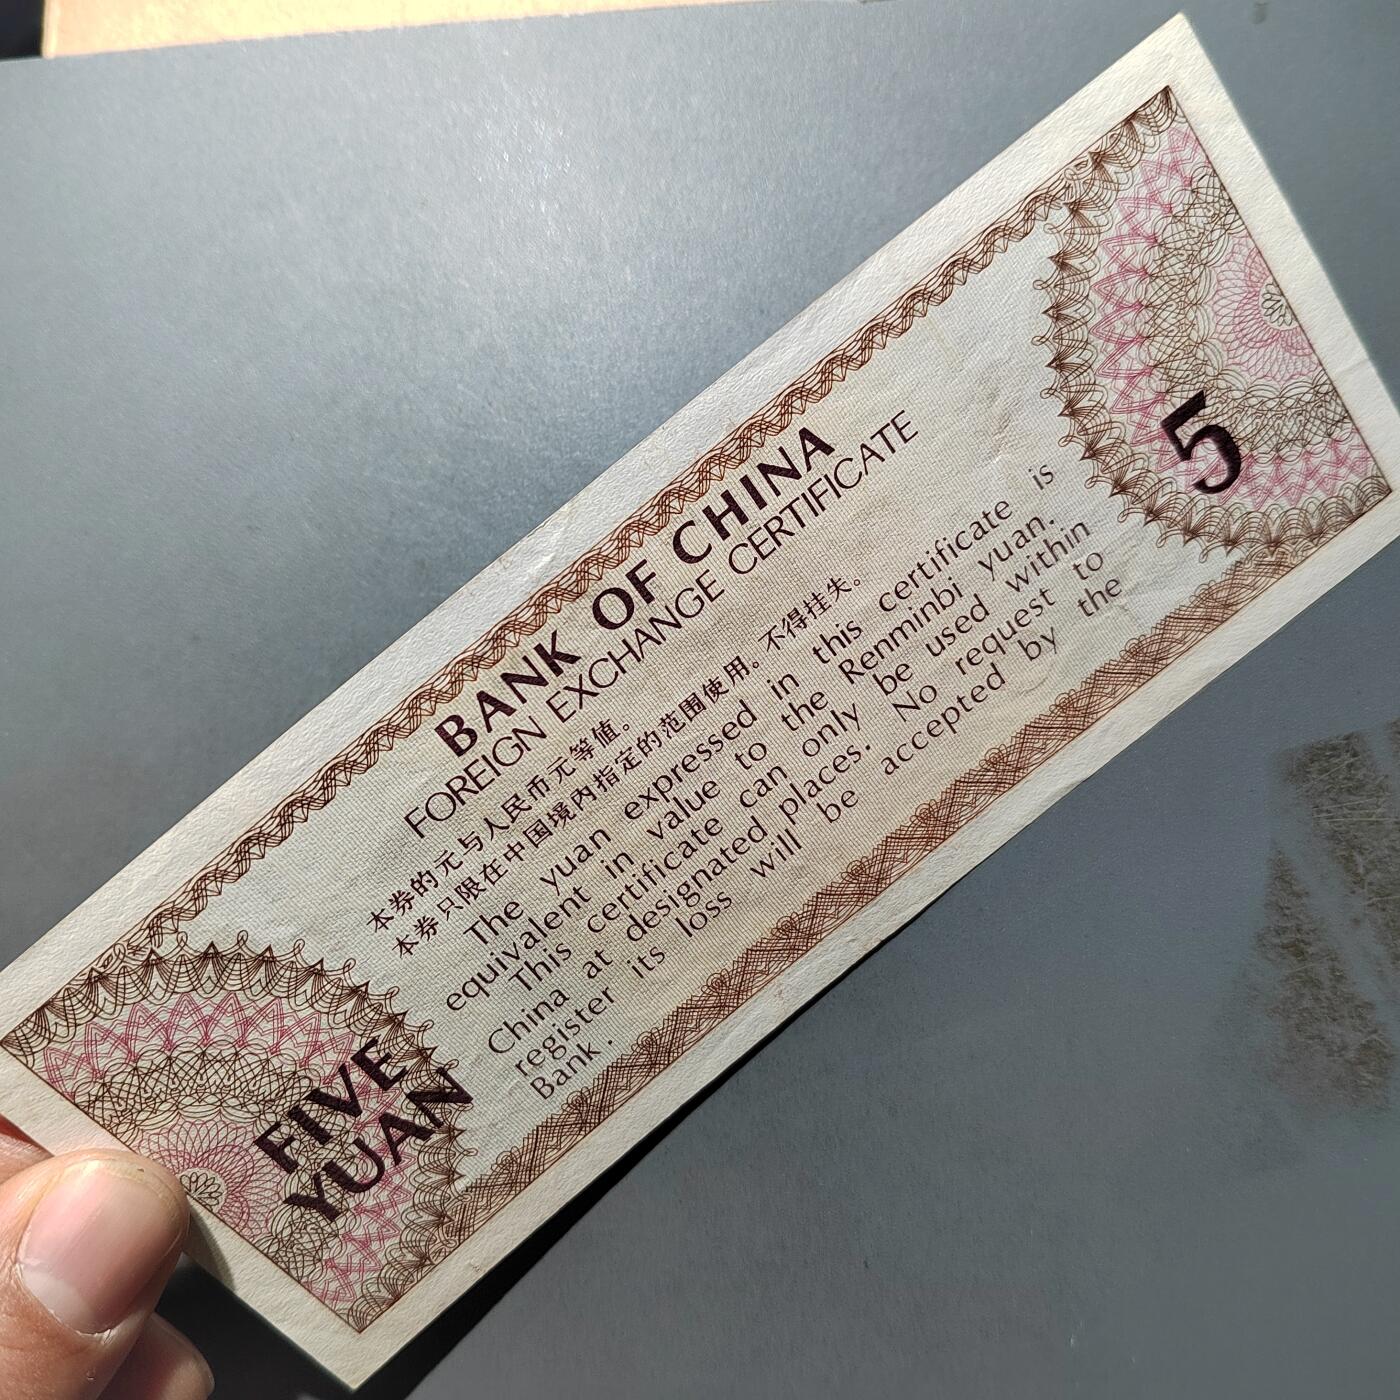 BANK OF CHINA
FOREIGN EXCHANGE CERTIFICATE
本券的元与人民币元等值。
本券只限在中国境内指定的范围使用。不得挂失。
The yuan expressed in this certificate is
equivalent in value to the Renminbi yuan.
This certificate can only be used within
China at designated places. No request to
register its loss will be accepted by the
Bank.
5
FIVE
YUAN